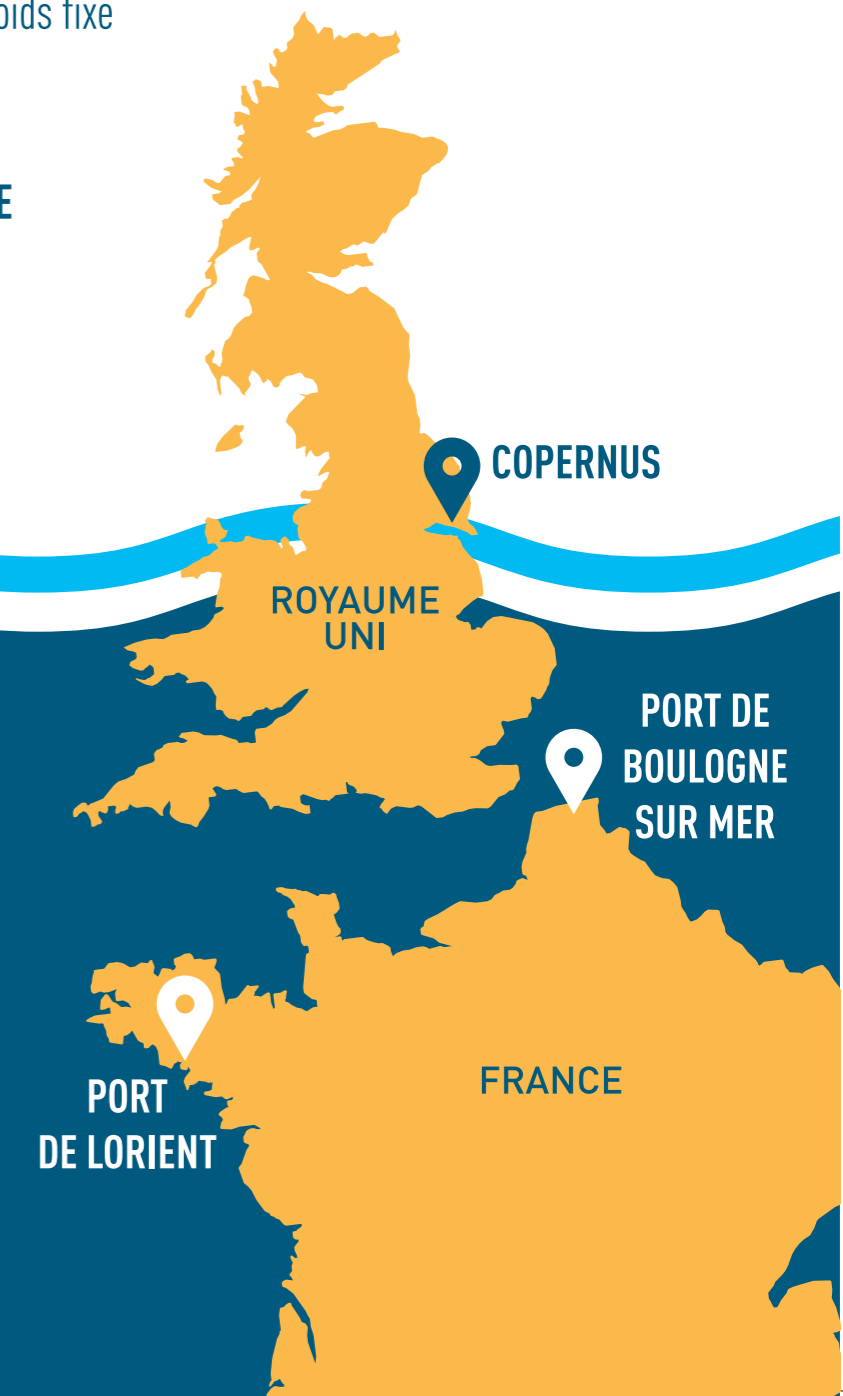 oids fixe
E
COPERNUS
ROYAUME
UNI
PORT DE
BOULOGNE
SUR MER
FRANCE
PORT
DE LORIENT